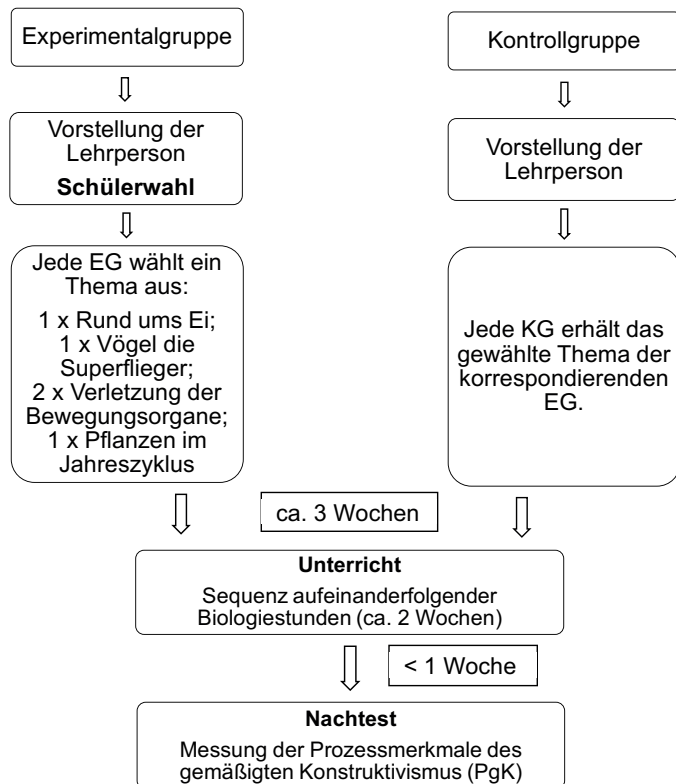 Experimentalgruppe
Kontrollgruppe
Vorstellung der
Lehrperson
Schülerwahl
Vorstellung der
Lehrperson
Jede EG wählt ein
Thema aus:
1 x Rund ums Ei;
1 x Vögel die
Superflieger;
2 x Verletzung der
Bewegungsorgane;
1 x Pflanzen im
Jahreszyklus
Jede KG erhält das
gewählte Thema der
korrespondierenden
EG.
ca. 3 Wochen
Unterricht
Sequenz aufeinanderfolgender
Biologiestunden (ca. 2 Wochen)
< 1 Woche
Nachtest
Messung der Prozessmerkmale des
gemäßigten Konstruktivismus (PgK)